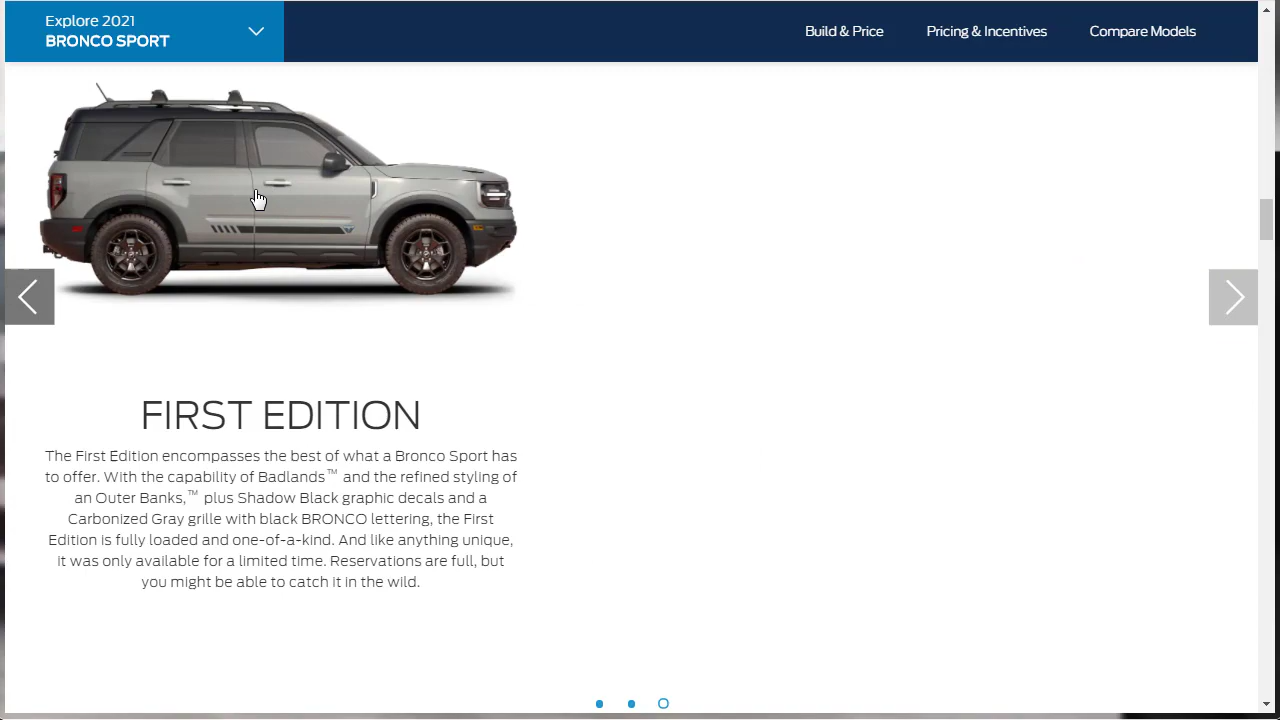 Explore 2021
BRONCO SPORT
Build & Price
Pricing & Incentives
Compare Models
FIRST EDITION
The First Edition encompasses the best of what a Bronco Sport has
to offer. With the capability of Badlands™ and the refined styling of
an Outer Banks,™ plus Shadow Black graphic decals and a
Carbonized Gray grille with black BRONCO lettering, the First
Edition is fully loaded and one-of-a-kind. And like anything unique,
it was only available for a limited time. Reservations are full, but
you might be able to catch it in the wild.